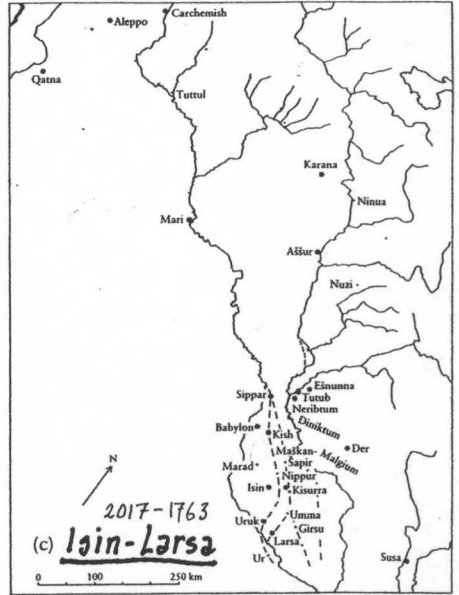 Carchemish
Aleppo
Qatna
Tuttul
Karana
Ninua
Mari
Aššur
Nuzi
Ešnunna
Sippar
Tutub
Neribtum
Diniktum
Babylon
Kish
Der
Maškan-
Šapir
Malgium
Marad
Nippur
Isin
Kisurra
N
2017-1763
Umma
Uruk
Girsu
(c) Isin-Larsa
Larsa
Ur
Susa
0 100 250 km